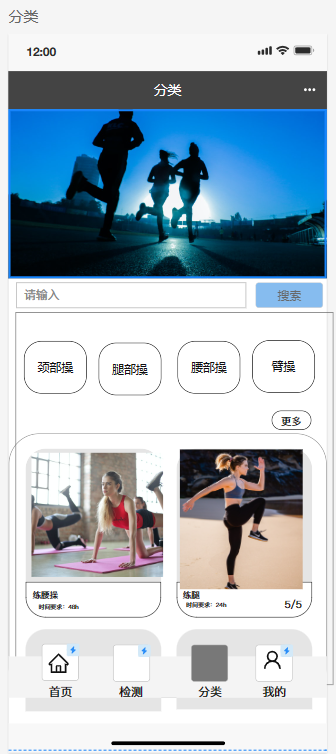 分类
12:00
分类
请输入
搜索
颈部操
腿部操
腰部操
臂操
更多
练腰操
时间要求：48h
练腿
时间要求：24h
5/5
首页
检测
分类
我的